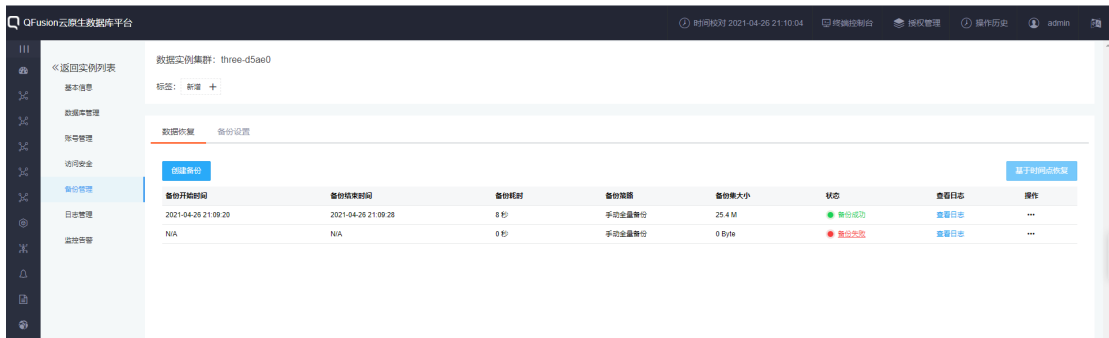 QFusion云原生数据库平台 时间校对 2021-04-26 21:10:04 终端控制台 授权管理 操作历史 admin
«返回实例列表
基本信息
数据库管理
账号管理
访问安全
备份管理
日志管理
监控告警
数据实例集群: three-d5ae0
标签: 新增 +
数据恢复 备份设置
创建备份 基于时间点恢复
备份开始时间 备份结束时间 备份耗时 备份策略 备份集大小 状态 查看日志 操作
2021-04-26 21:09:20 2021-04-26 21:09:28 8 秒 手动全量备份 25.4 M 备份成功 查看日志 •••
N/A N/A 0 秒 手动全量备份 0 Byte 备份失败 查看日志 •••